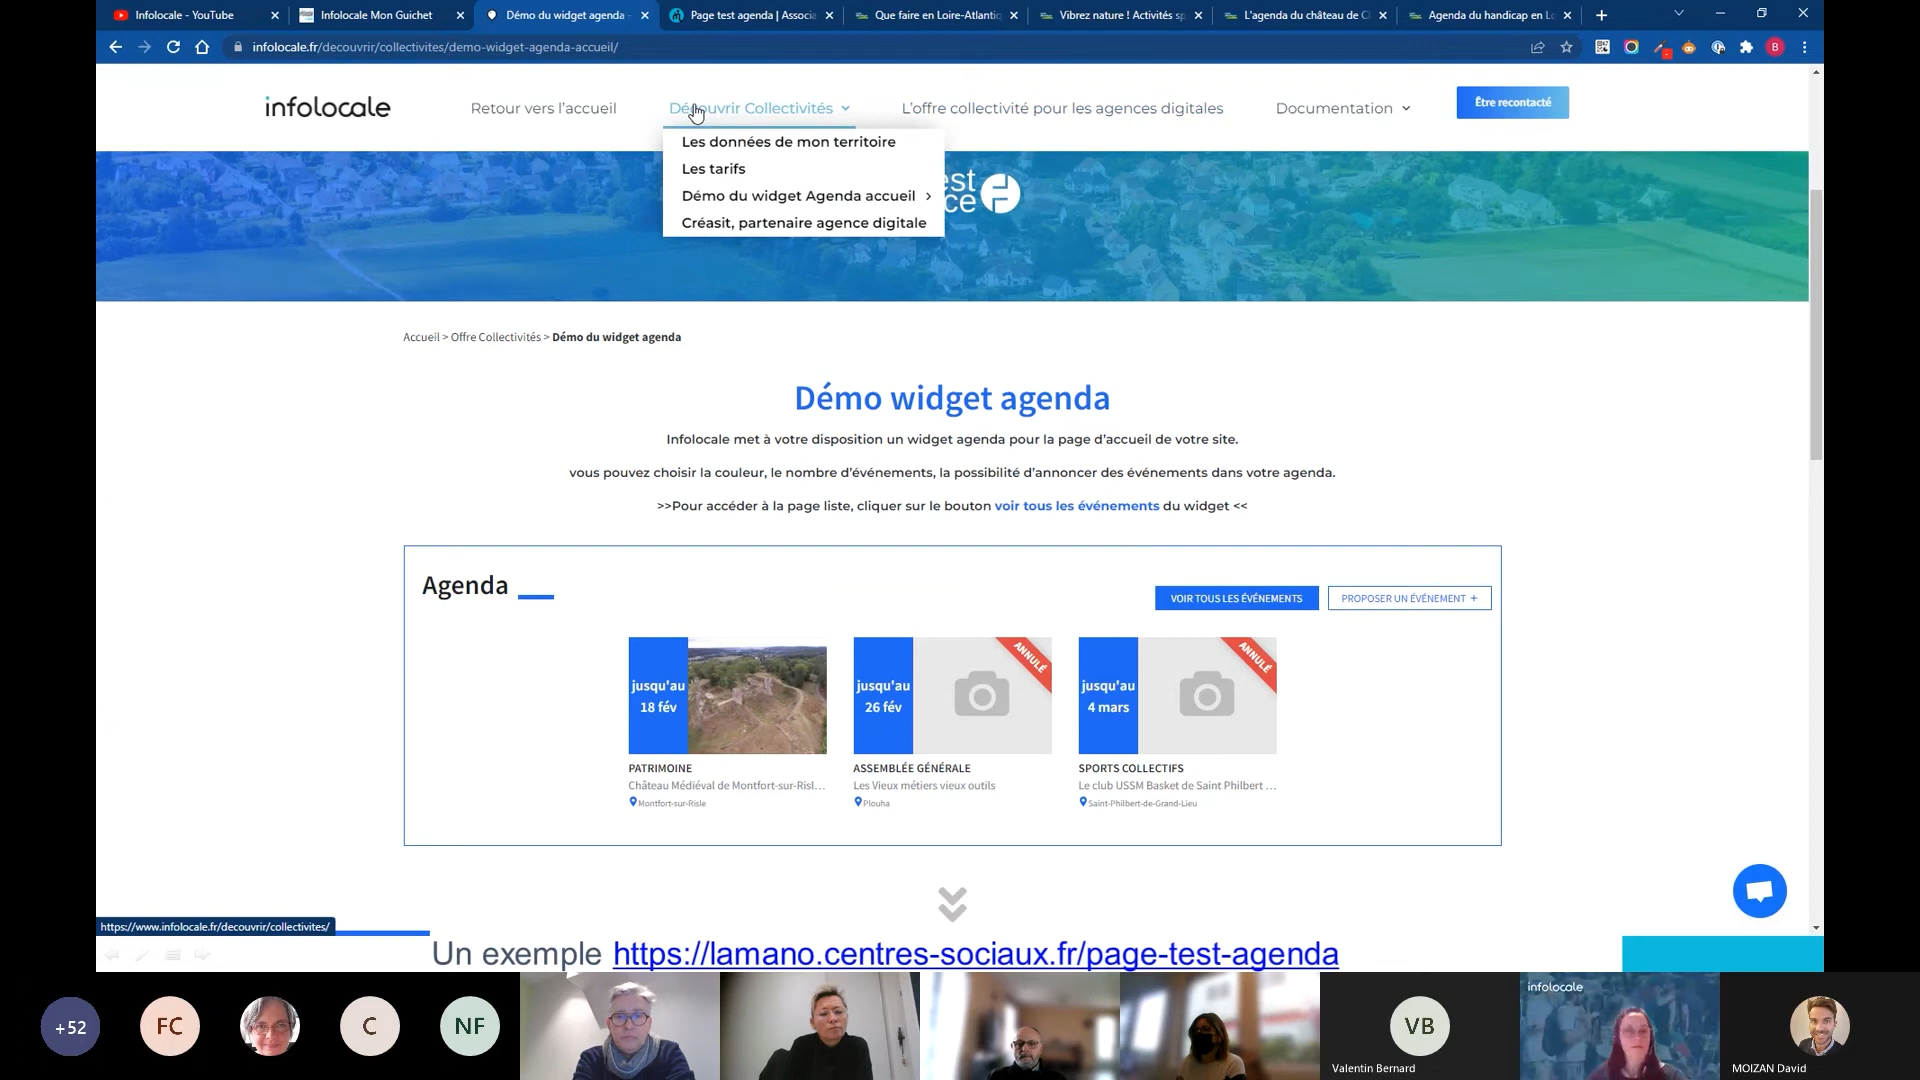 Infolocale - YouTube
Infolocale Mon Guichet
Démo du widget agenda
Page test agenda | Associa
Que faire en Loire-Atlantiq
Vibrez nature ! Activités sp
L'agenda du château de C
Agenda du handicap en Lo
infolocale.fr/decouvrir/collectivites/demo-widget-agenda-accueil/
B
infolocale
Retour vers l'accueil
Découvrir Collectivités
L'offre collectivité pour les agences digitales
Documentation
Être recontacté
Les données de mon territoire
Les tarifs
Démo du widget Agenda accueil
Créasit, partenaire agence digitale
est
ce
Accueil > Offre Collectivités > Démo du widget agenda
Démo widget agenda
Infolocale met à votre disposition un widget agenda pour la page d'accueil de votre site.
vous pouvez choisir la couleur, le nombre d'événements, la possibilité d'annoncer des événements dans votre agenda.
>>Pour accéder à la page liste, cliquer sur le bouton voir tous les événements du widget <<
Agenda
VOIR TOUS LES ÉVÉNEMENTS
PROPOSER UN ÉVÉNEMENT +
jusqu'au
18 fév
PATRIMOINE
Château Médiéval de Montfort-sur-Risl...
Montfort-sur-Risle
jusqu'au
26 fév
ANNULÉ
ASSEMBLÉE GÉNÉRALE
Les Vieux métiers vieux outils
Plouha
jusqu'au
4 mars
ANNULÉ
SPORTS COLLECTIFS
Le club USSM Basket de Saint Philbert ...
Saint-Philbert-de-Grand-Lieu
https://www.infolocale.fr/decouvrir/collectivites/
Un exemple https://lamano.centres-sociaux.fr/page-test-agenda
+52
FC
C
NF
VB
Valentin Bernard
infolocale
MOIZAN David